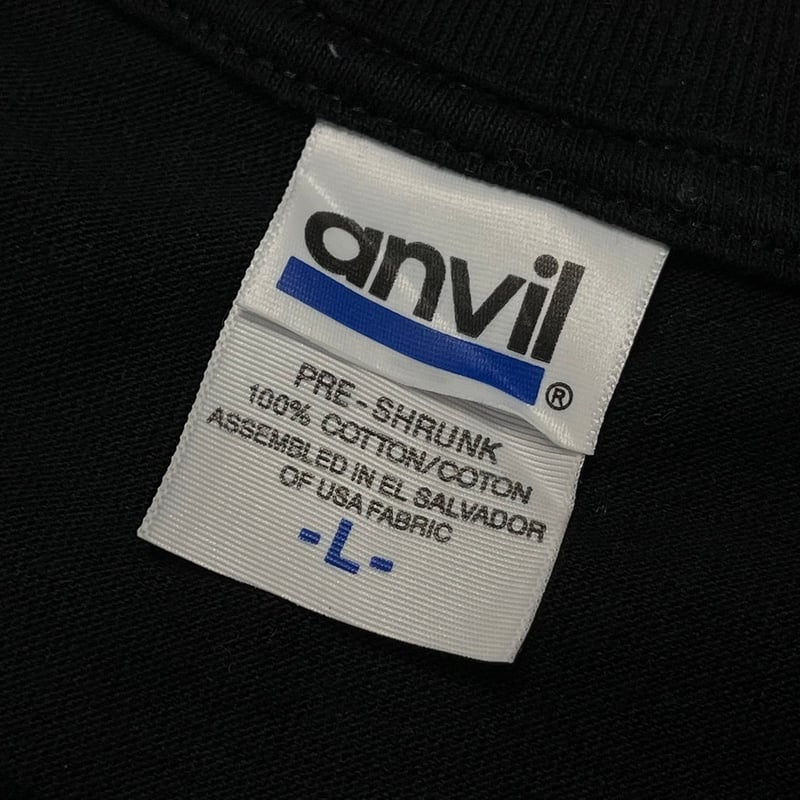 anvil®
PRE-SHRUNK
100% COTTON/COTON
ASSEMBLED IN EL SALVADOR
OF USA FABRIC
-L-